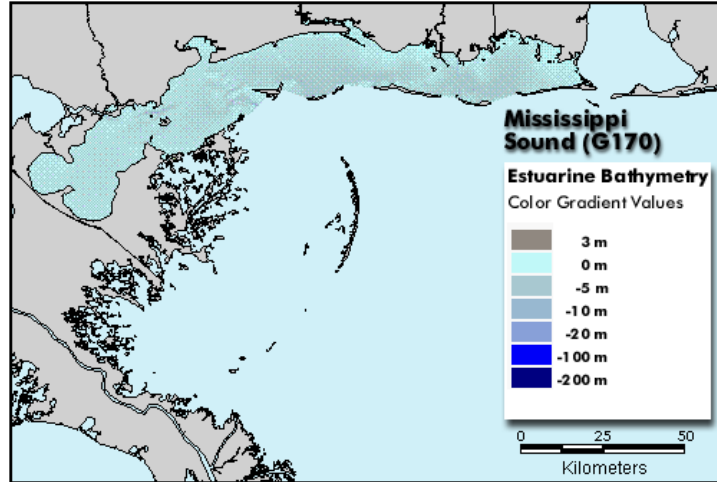 Mississippi
Sound (G170)
Estuarine Bathymetry
Color Gradient Values
3 m
0 m
-5 m
-10 m
-20 m
-100 m
-200 m
0 25 50
Kilometers